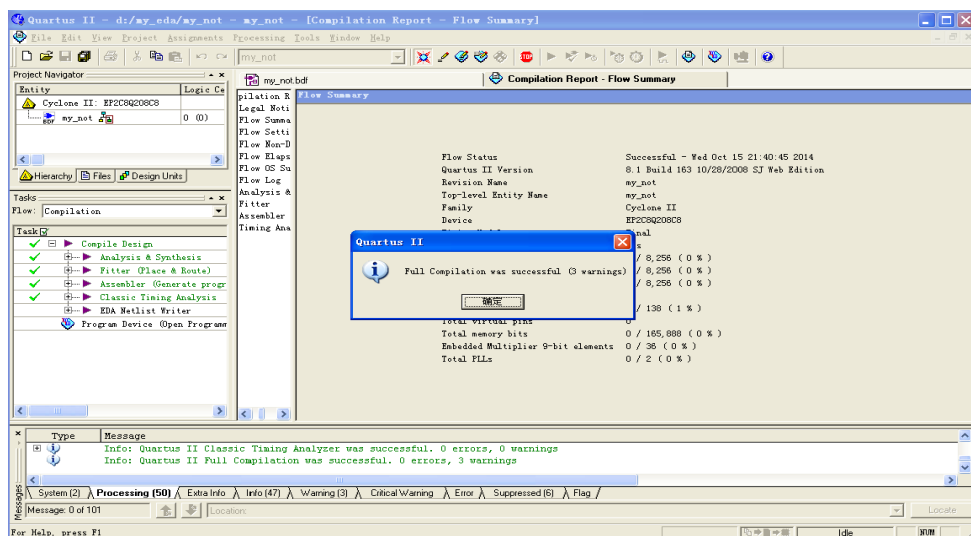 Quartus II - d:/my_eda/my_not - my_not - [Compilation Report - Flow Summary]
File Edit View Project Assignments Processing Tools Window Help
my_not
Project Navigator
Entity Logic Ce
Cyclone II: EP2C8Q208C8
my_not 0 (0)
Hierarchy Files Design Units
Tasks
Flow: Compilation
Task
Compile Design
Analysis & Synthesis
Fitter (Place & Route)
Assembler (Generate progr
Classic Timing Analysis
EDA Netlist Writer
Program Device (Open Programm
my_not.bdf
Compilation Report - Flow Summary
pilation R
Legal Noti
Flow Summa
Flow Setti
Flow Non-D
Flow Elaps
Flow OS Su
Flow Log
Analysis &
Fitter
Assembler
Timing Ana
Flow Summary
Flow Status Successful - Wed Oct 15 21:40:45 2014
Quartus II Version 8.1 Build 163 10/28/2008 SJ Web Edition
Revision Name my_not
Top-level Entity Name my_not
Family Cyclone II
Device EP2C8Q208C8
/ 8,256 ( 0 % )
/ 8,256 ( 0 % )
/ 8,256 ( 0 % )
/ 138 ( 1 % )
Total virtual pins 0
Total memory bits 0 / 165,888 ( 0 % )
Embedded Multiplier 9-bit elements 0 / 36 ( 0 % )
Total PLLs 0 / 2 ( 0 % )
Quartus II
Full Compilation was successful (3 warnings)
确定
Type Message
Info: Quartus II Classic Timing Analyzer was successful. 0 errors, 0 warnings
Info: Quartus II Full Compilation was successful. 0 errors, 3 warnings
System (2) Processing (50) Extra Info Info (47) Warning (3) Critical Warning Error Suppressed (6) Flag
Messages
Message: 0 of 101 Location: Locate
For Help, press F1 Idle NUM